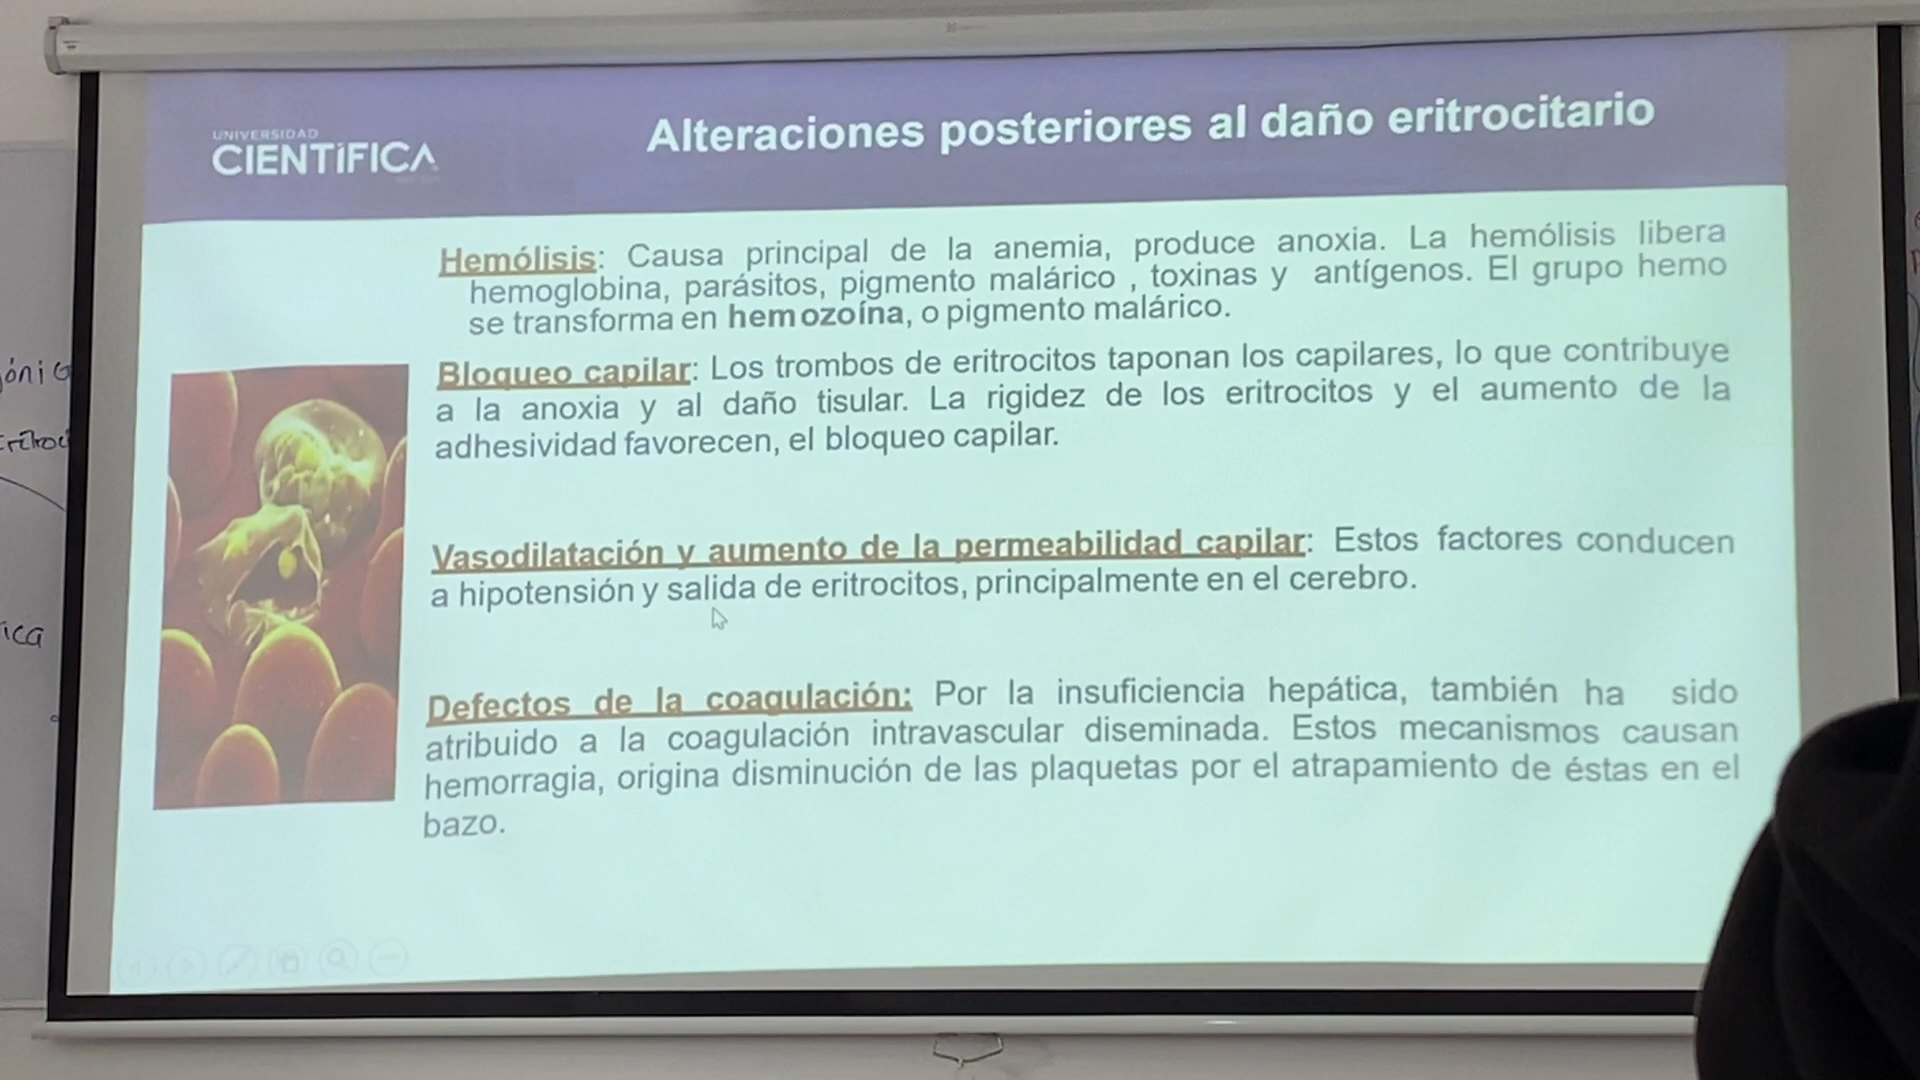 UNIVERSIDAD
CIENTÍFICA
Alteraciones posteriores al daño eritrocitario
Hemólisis: Causa principal de la anemia, produce anoxia. La hemólisis libera
hemoglobina, parásitos, pigmento malárico , toxinas y antígenos. El grupo hemo
se transforma en hemozoína, o pigmento malárico.
Bloqueo capilar: Los trombos de eritrocitos taponan los capilares, lo que contribuye
a la anoxia y al daño tisular. La rigidez de los eritrocitos y el aumento de la
adhesividad favorecen, el bloqueo capilar.
Vasodilatación y aumento de la permeabilidad capilar: Estos factores conducen
a hipotensión y salida de eritrocitos, principalmente en el cerebro.
Defectos de la coagulación: Por la insuficiencia hepática, también ha sido
atribuido a la coagulación intravascular diseminada. Estos mecanismos causan
hemorragia, origina disminución de las plaquetas por el atrapamiento de éstas en el
bazo.